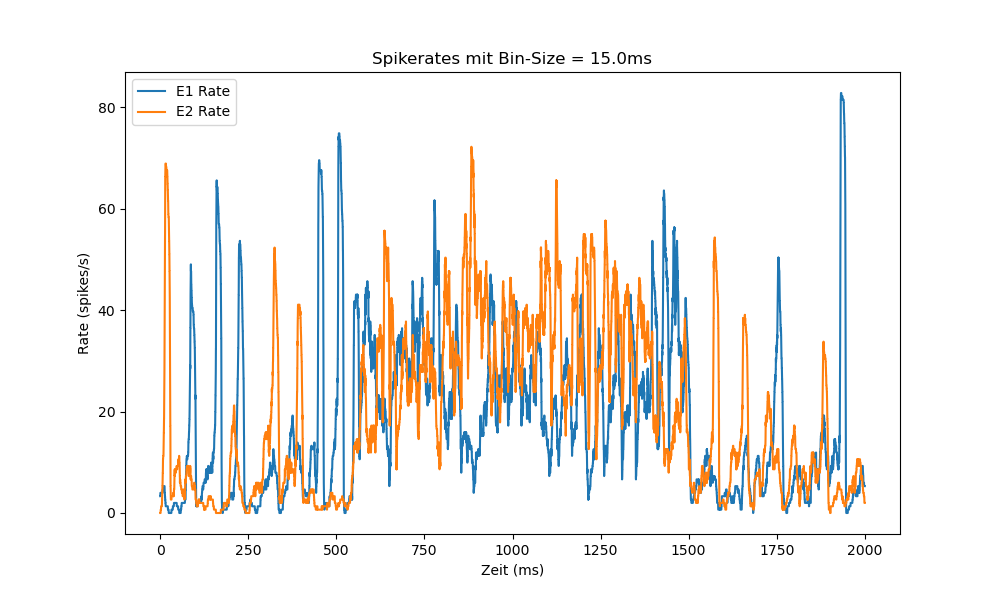 Spikerates mit Bin-Size = 15.0ms
E1 Rate
E2 Rate
80
60
40
20
0
Rate (spikes/s)
0 250 500 750 1000 1250 1500 1750 2000
Zeit (ms)